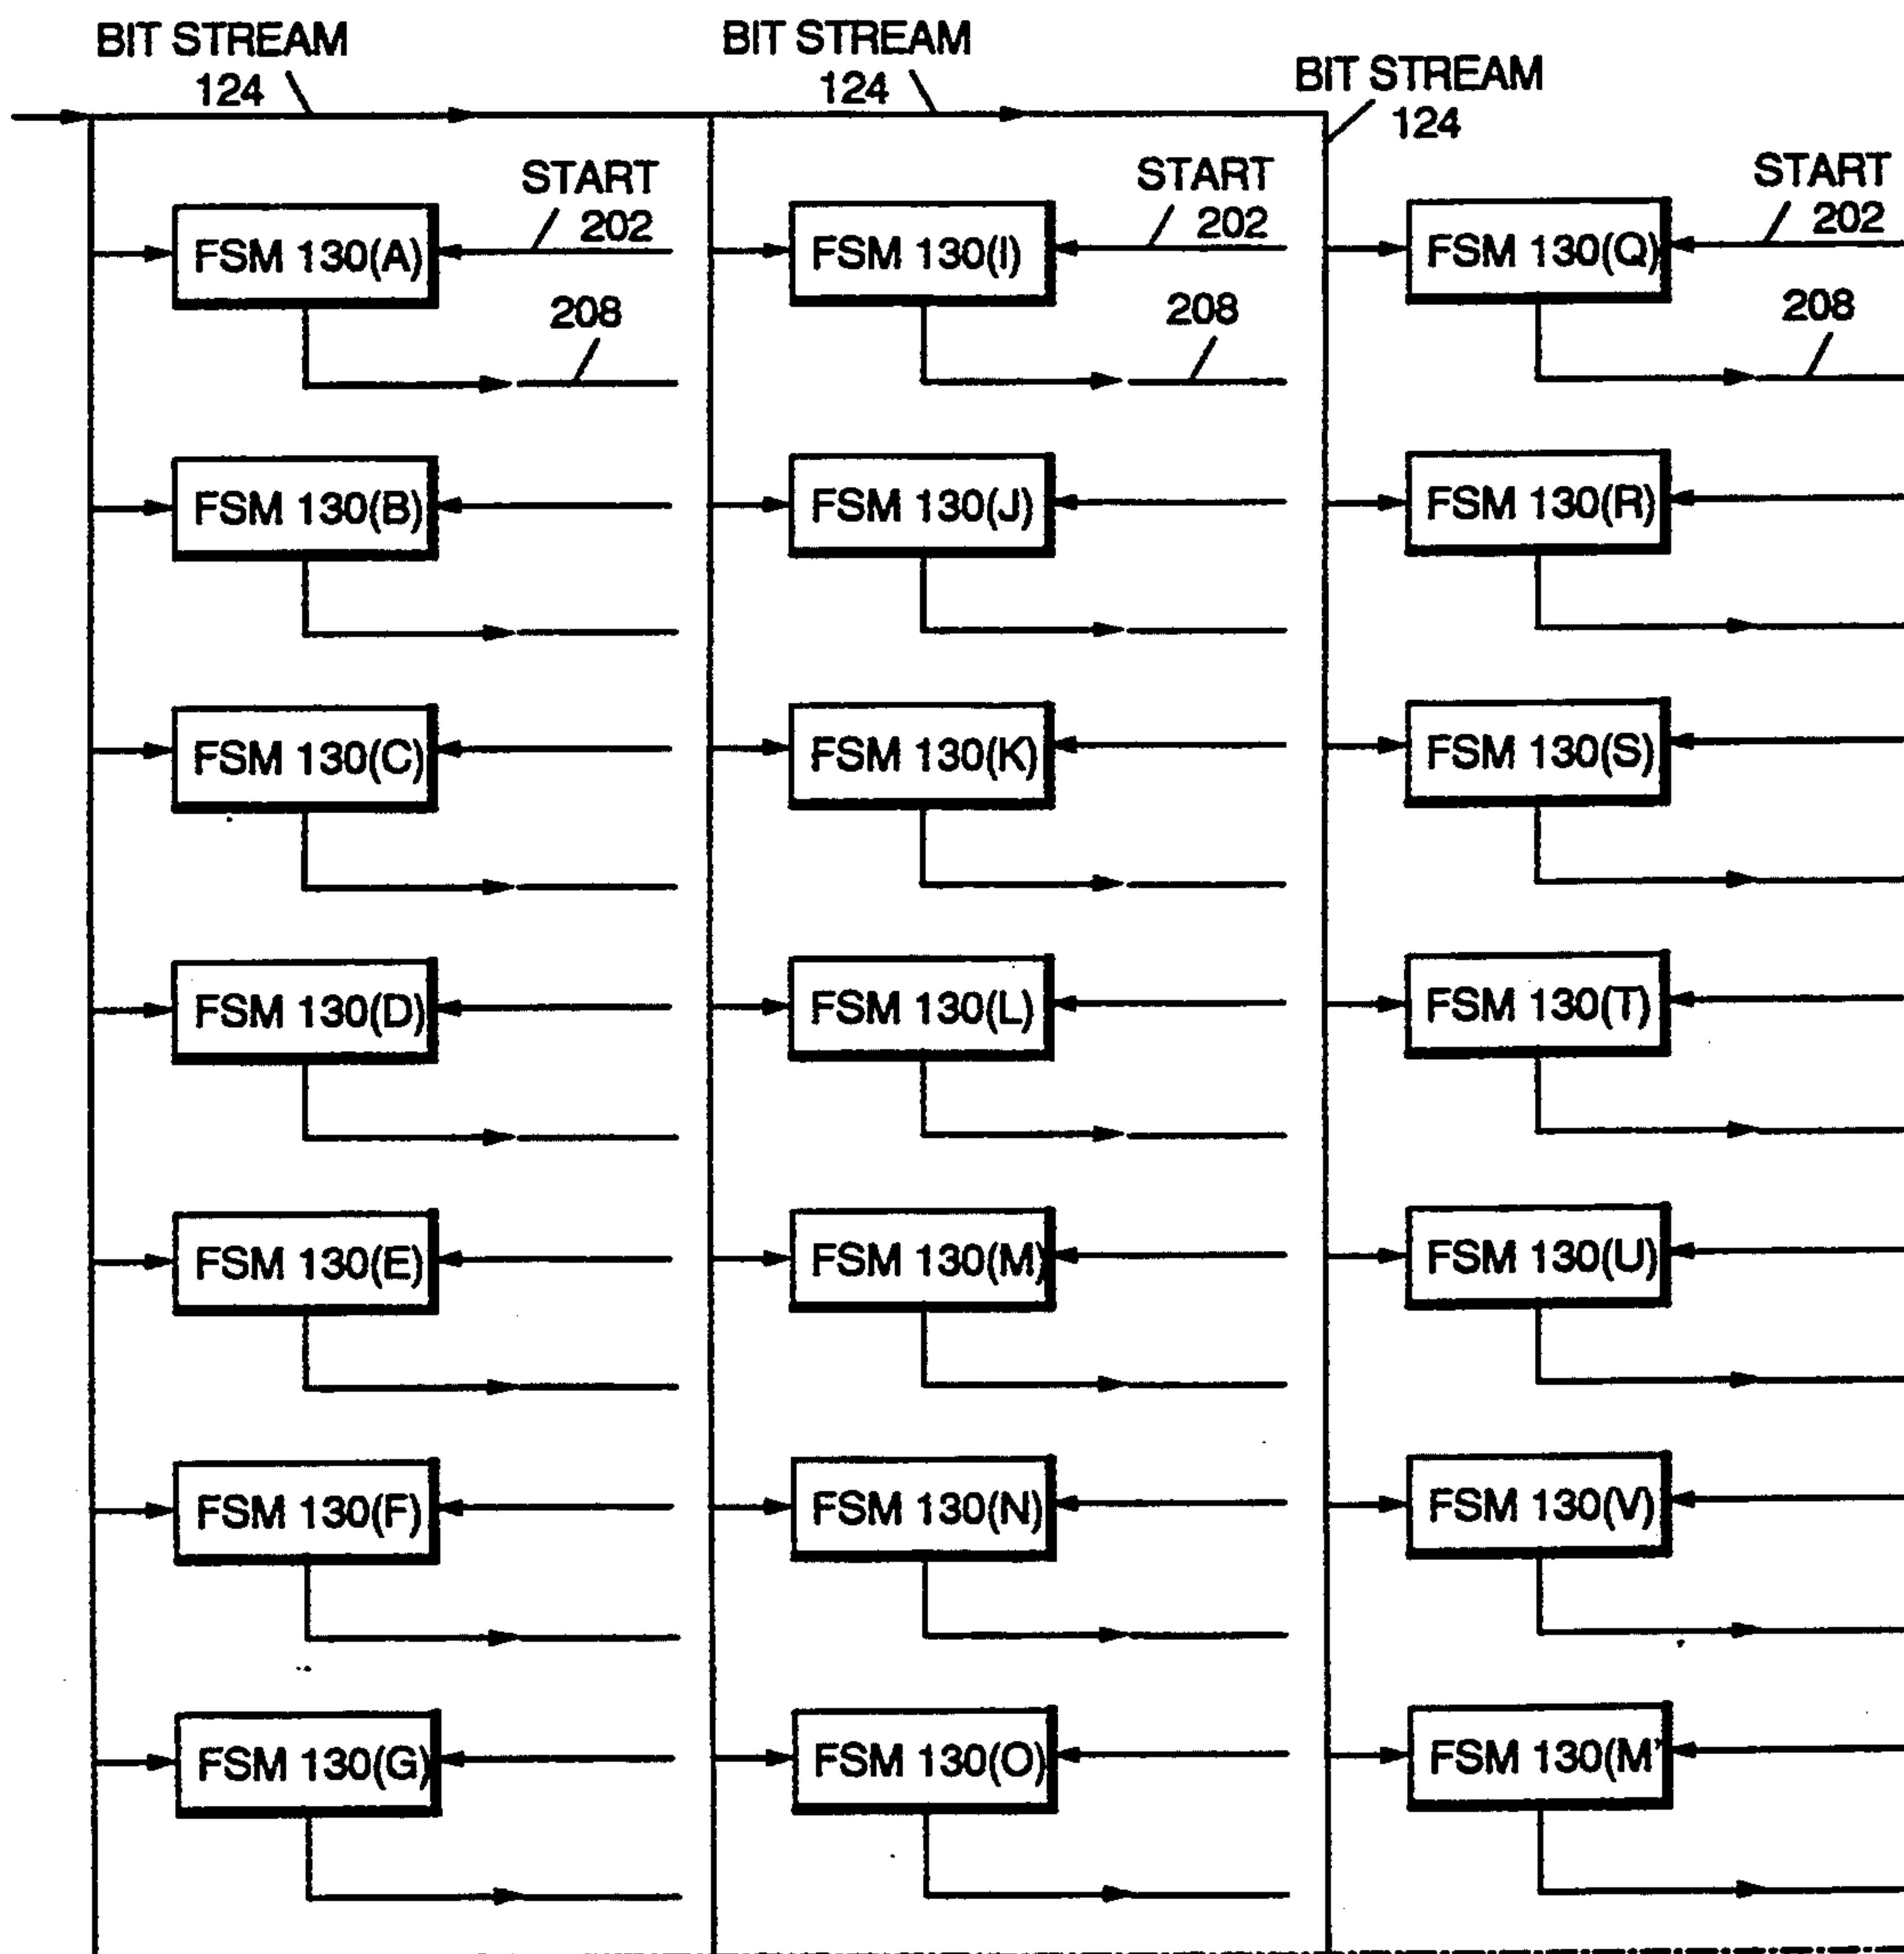 BIT STREAM
124
BIT STREAM
124
BIT STREAM
124
START
202
START
202
START
202
FSM 130(A)
FSM 130(I)
FSM 130(Q)
208
208
208
FSM 130(B)
FSM 130(J)
FSM 130(R)
FSM 130(C)
FSM 130(K)
FSM 130(S)
FSM 130(D)
FSM 130(L)
FSM 130(T)
FSM 130(E)
FSM 130(M)
FSM 130(U)
FSM 130(F)
FSM 130(N)
FSM 130(V)
FSM 130(G)
FSM 130(O)
FSM